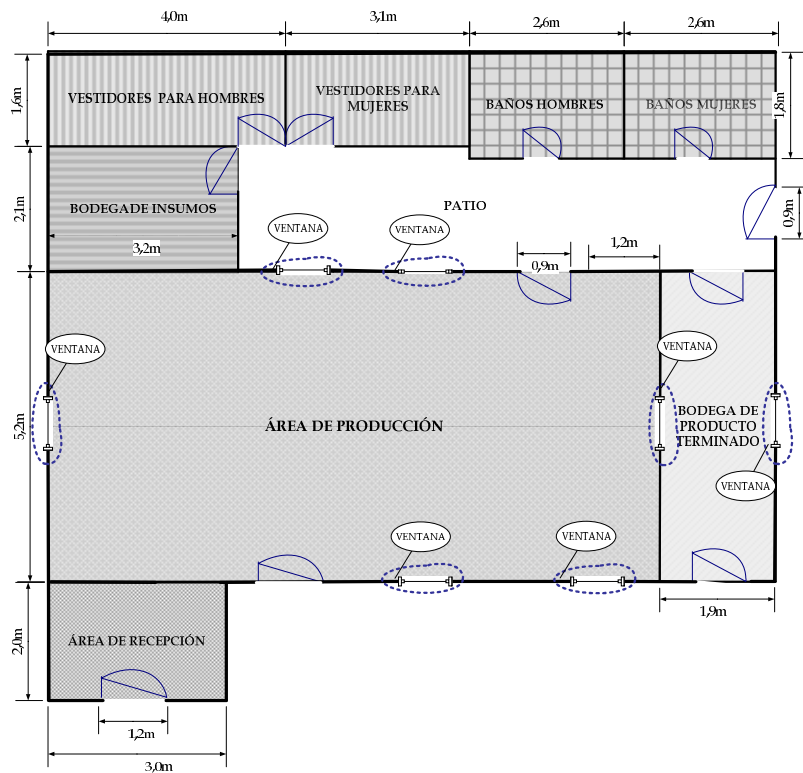 4,0m
3,1m
2,6m
2,6m
1,6m
VESTIDORES PARA HOMBRES
VESTIDORES PARA
MUJERES
BAÑOS HOMBRES
BAÑOS MUJERES
1,8m
2,1m
BODEGADE INSUMOS
PATIO
0,9m
3,2m
VENTANA
VENTANA
1,2m
0,9m
VENTANA
VENTANA
5,2m
ÁREA DE PRODUCCIÓN
BODEGA DE
PRODUCTO
TERMINADO
VENTANA
VENTANA
VENTANA
1,9m
2,0m
ÁREA DE RECEPCIÓN
1,2m
3,0m